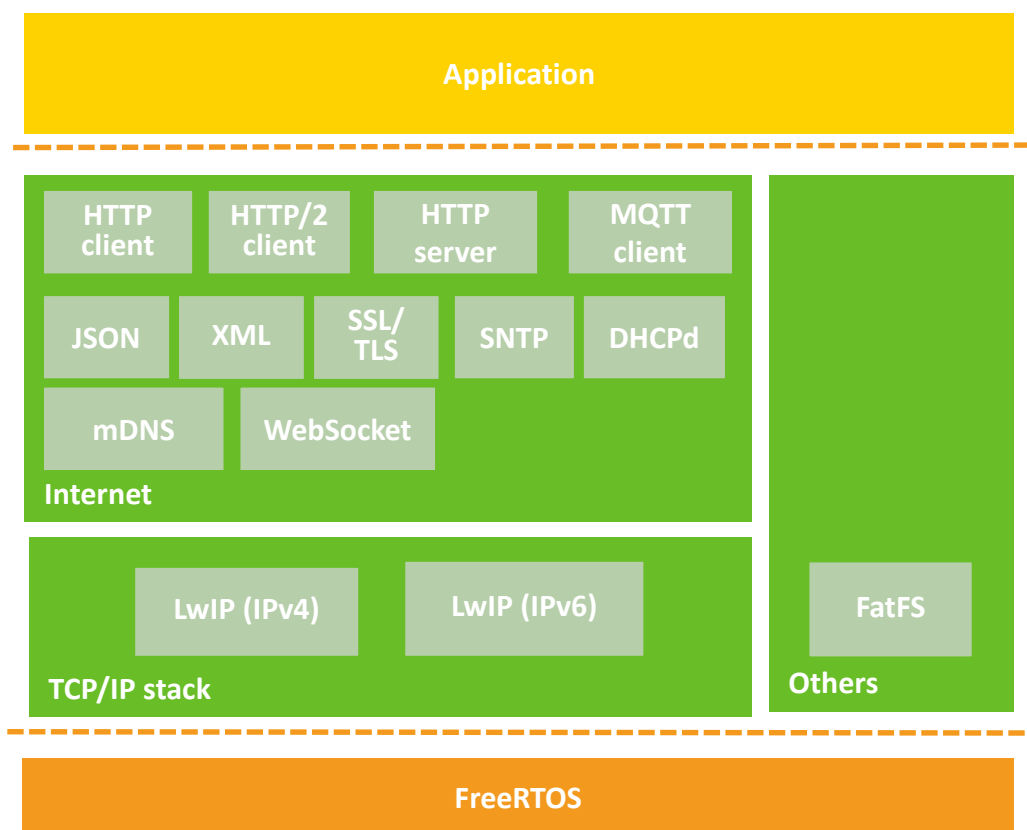 Application
HTTP
client
HTTP/2
client
HTTP
server
MQTT
client
JSON
XML
SSL/
TLS
SNTP
DHCPd
mDNS
WebSocket
Internet
LwIP (IPv4)
LwIP (IPv6)
TCP/IP stack
FatFS
Others
FreeRTOS